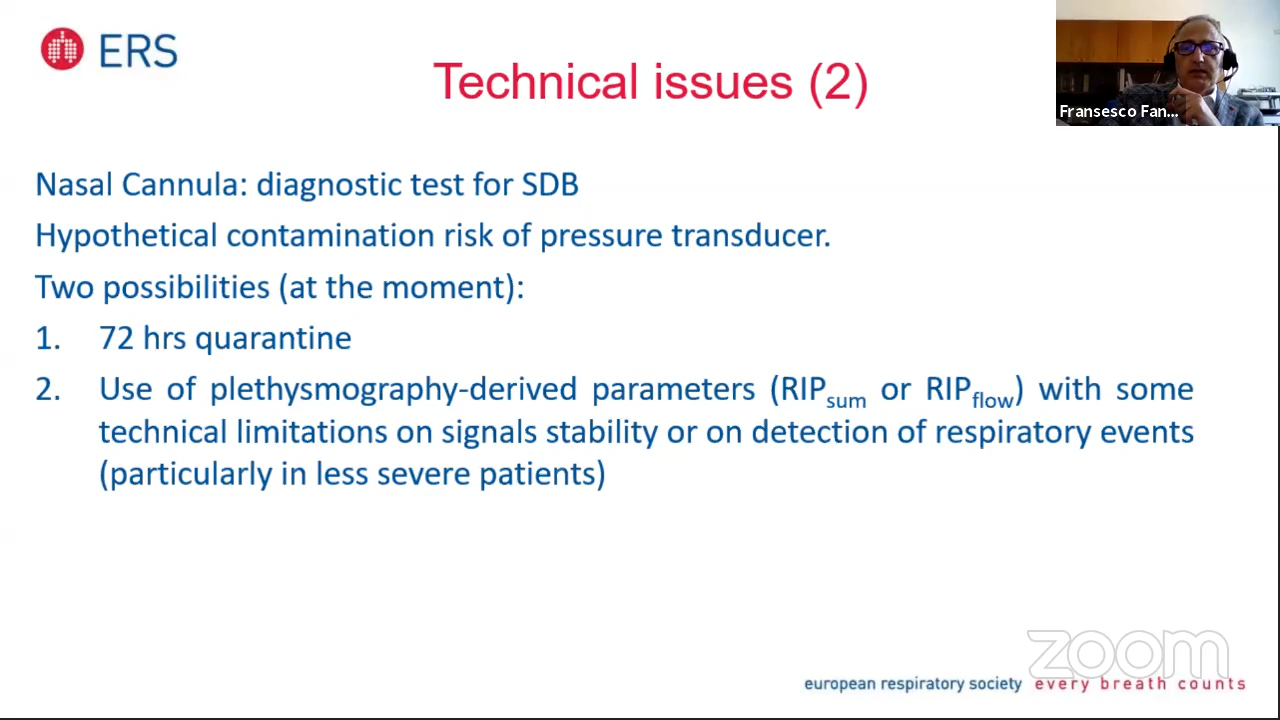 ERS
Technical issues (2)
Fransesco Fan...
Nasal Cannula: diagnostic test for SDB
Hypothetical contamination risk of pressure transducer.
Two possibilities (at the moment):
1. 72 hrs quarantine
2. Use of plethysmography-derived parameters (RIPsum or RIPflow) with some
technical limitations on signals stability or on detection of respiratory events
(particularly in less severe patients)
zoom
european respiratory society every breath counts